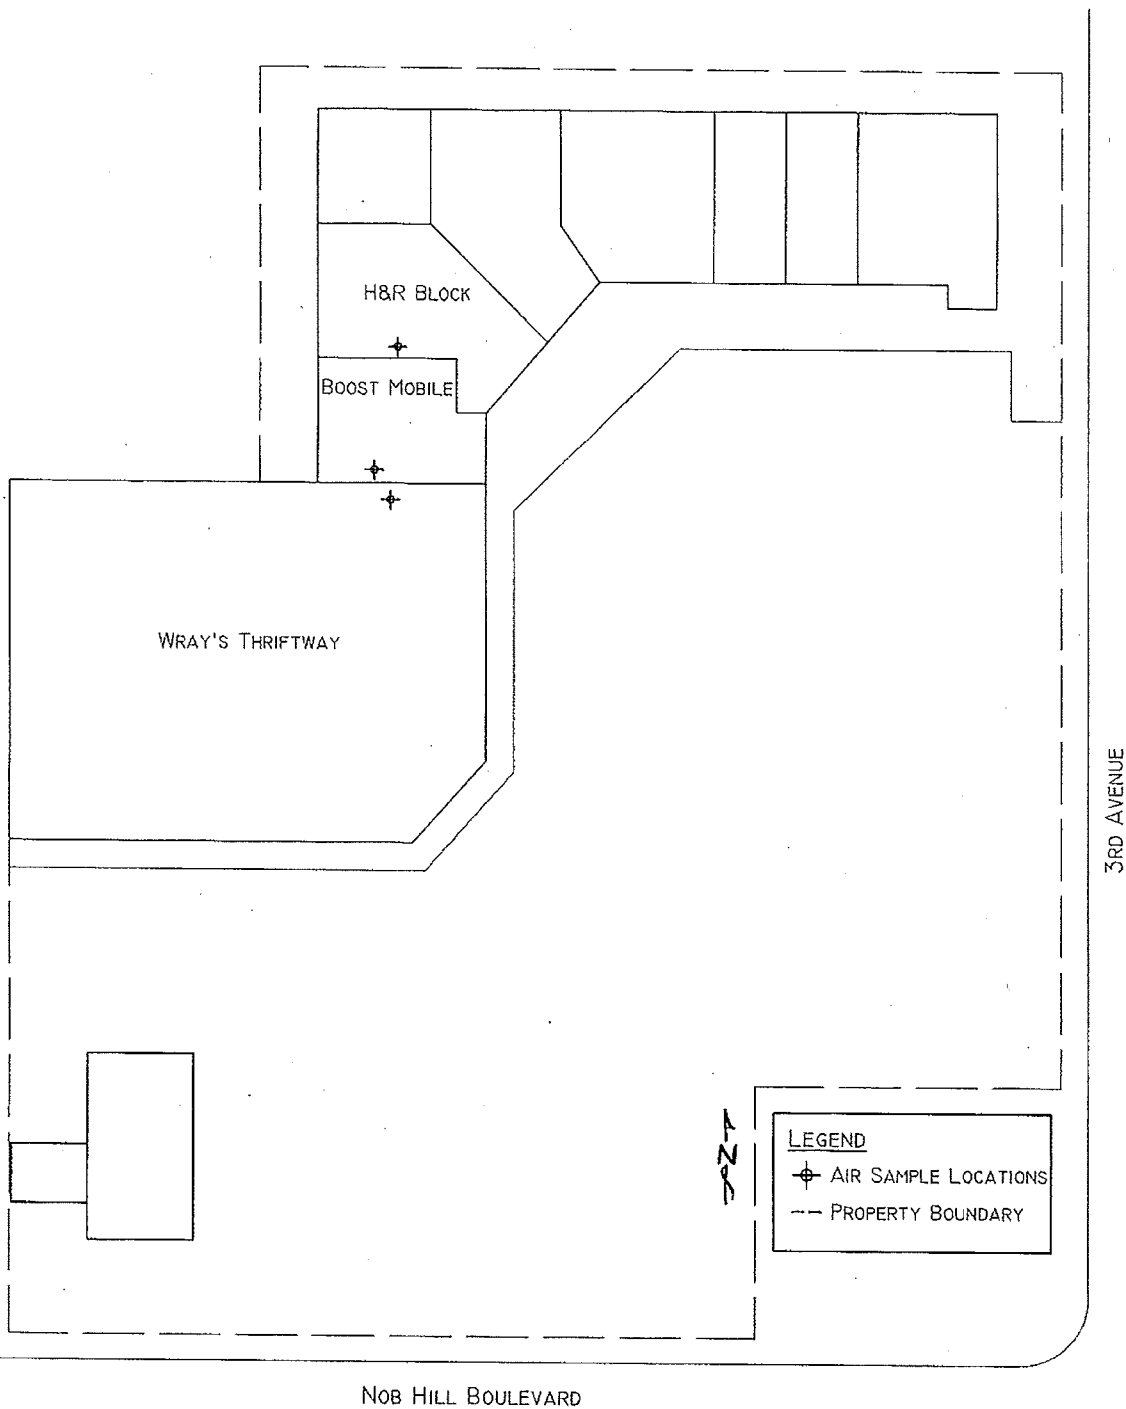 H&R BLOCK
BOOST MOBILE
WRAY'S THRIFTWAY
3RD AVENUE
N
LEGEND
AIR SAMPLE LOCATIONS
PROPERTY BOUNDARY
NOB HILL BOULEVARD